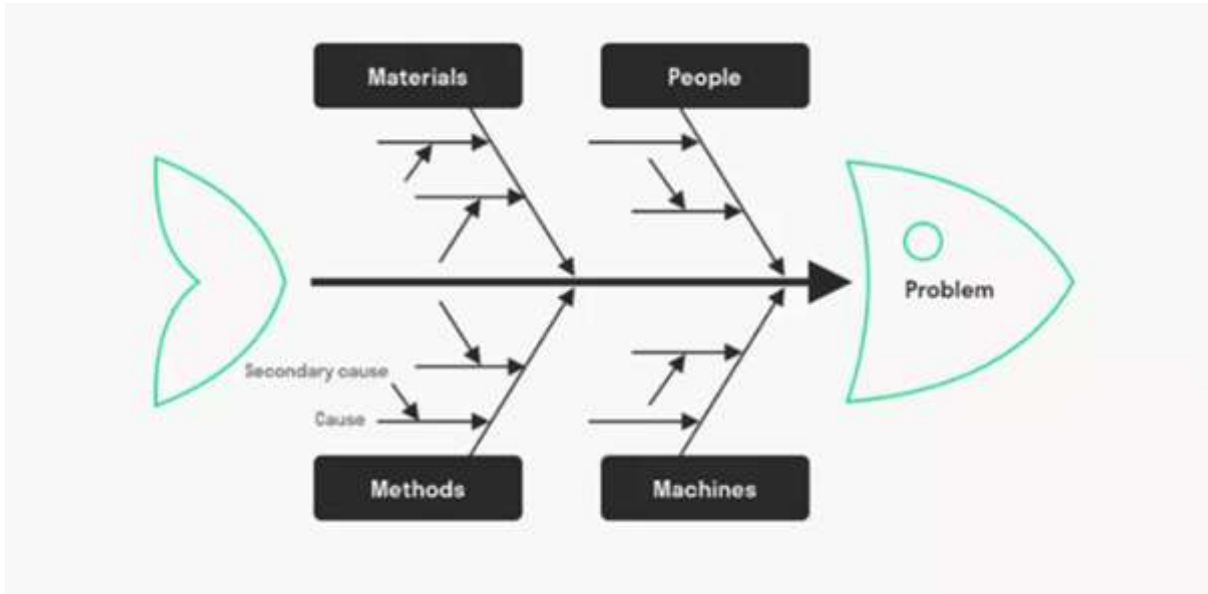 Materials
People
Problem
Secondary cause
Cause
Methods
Machines